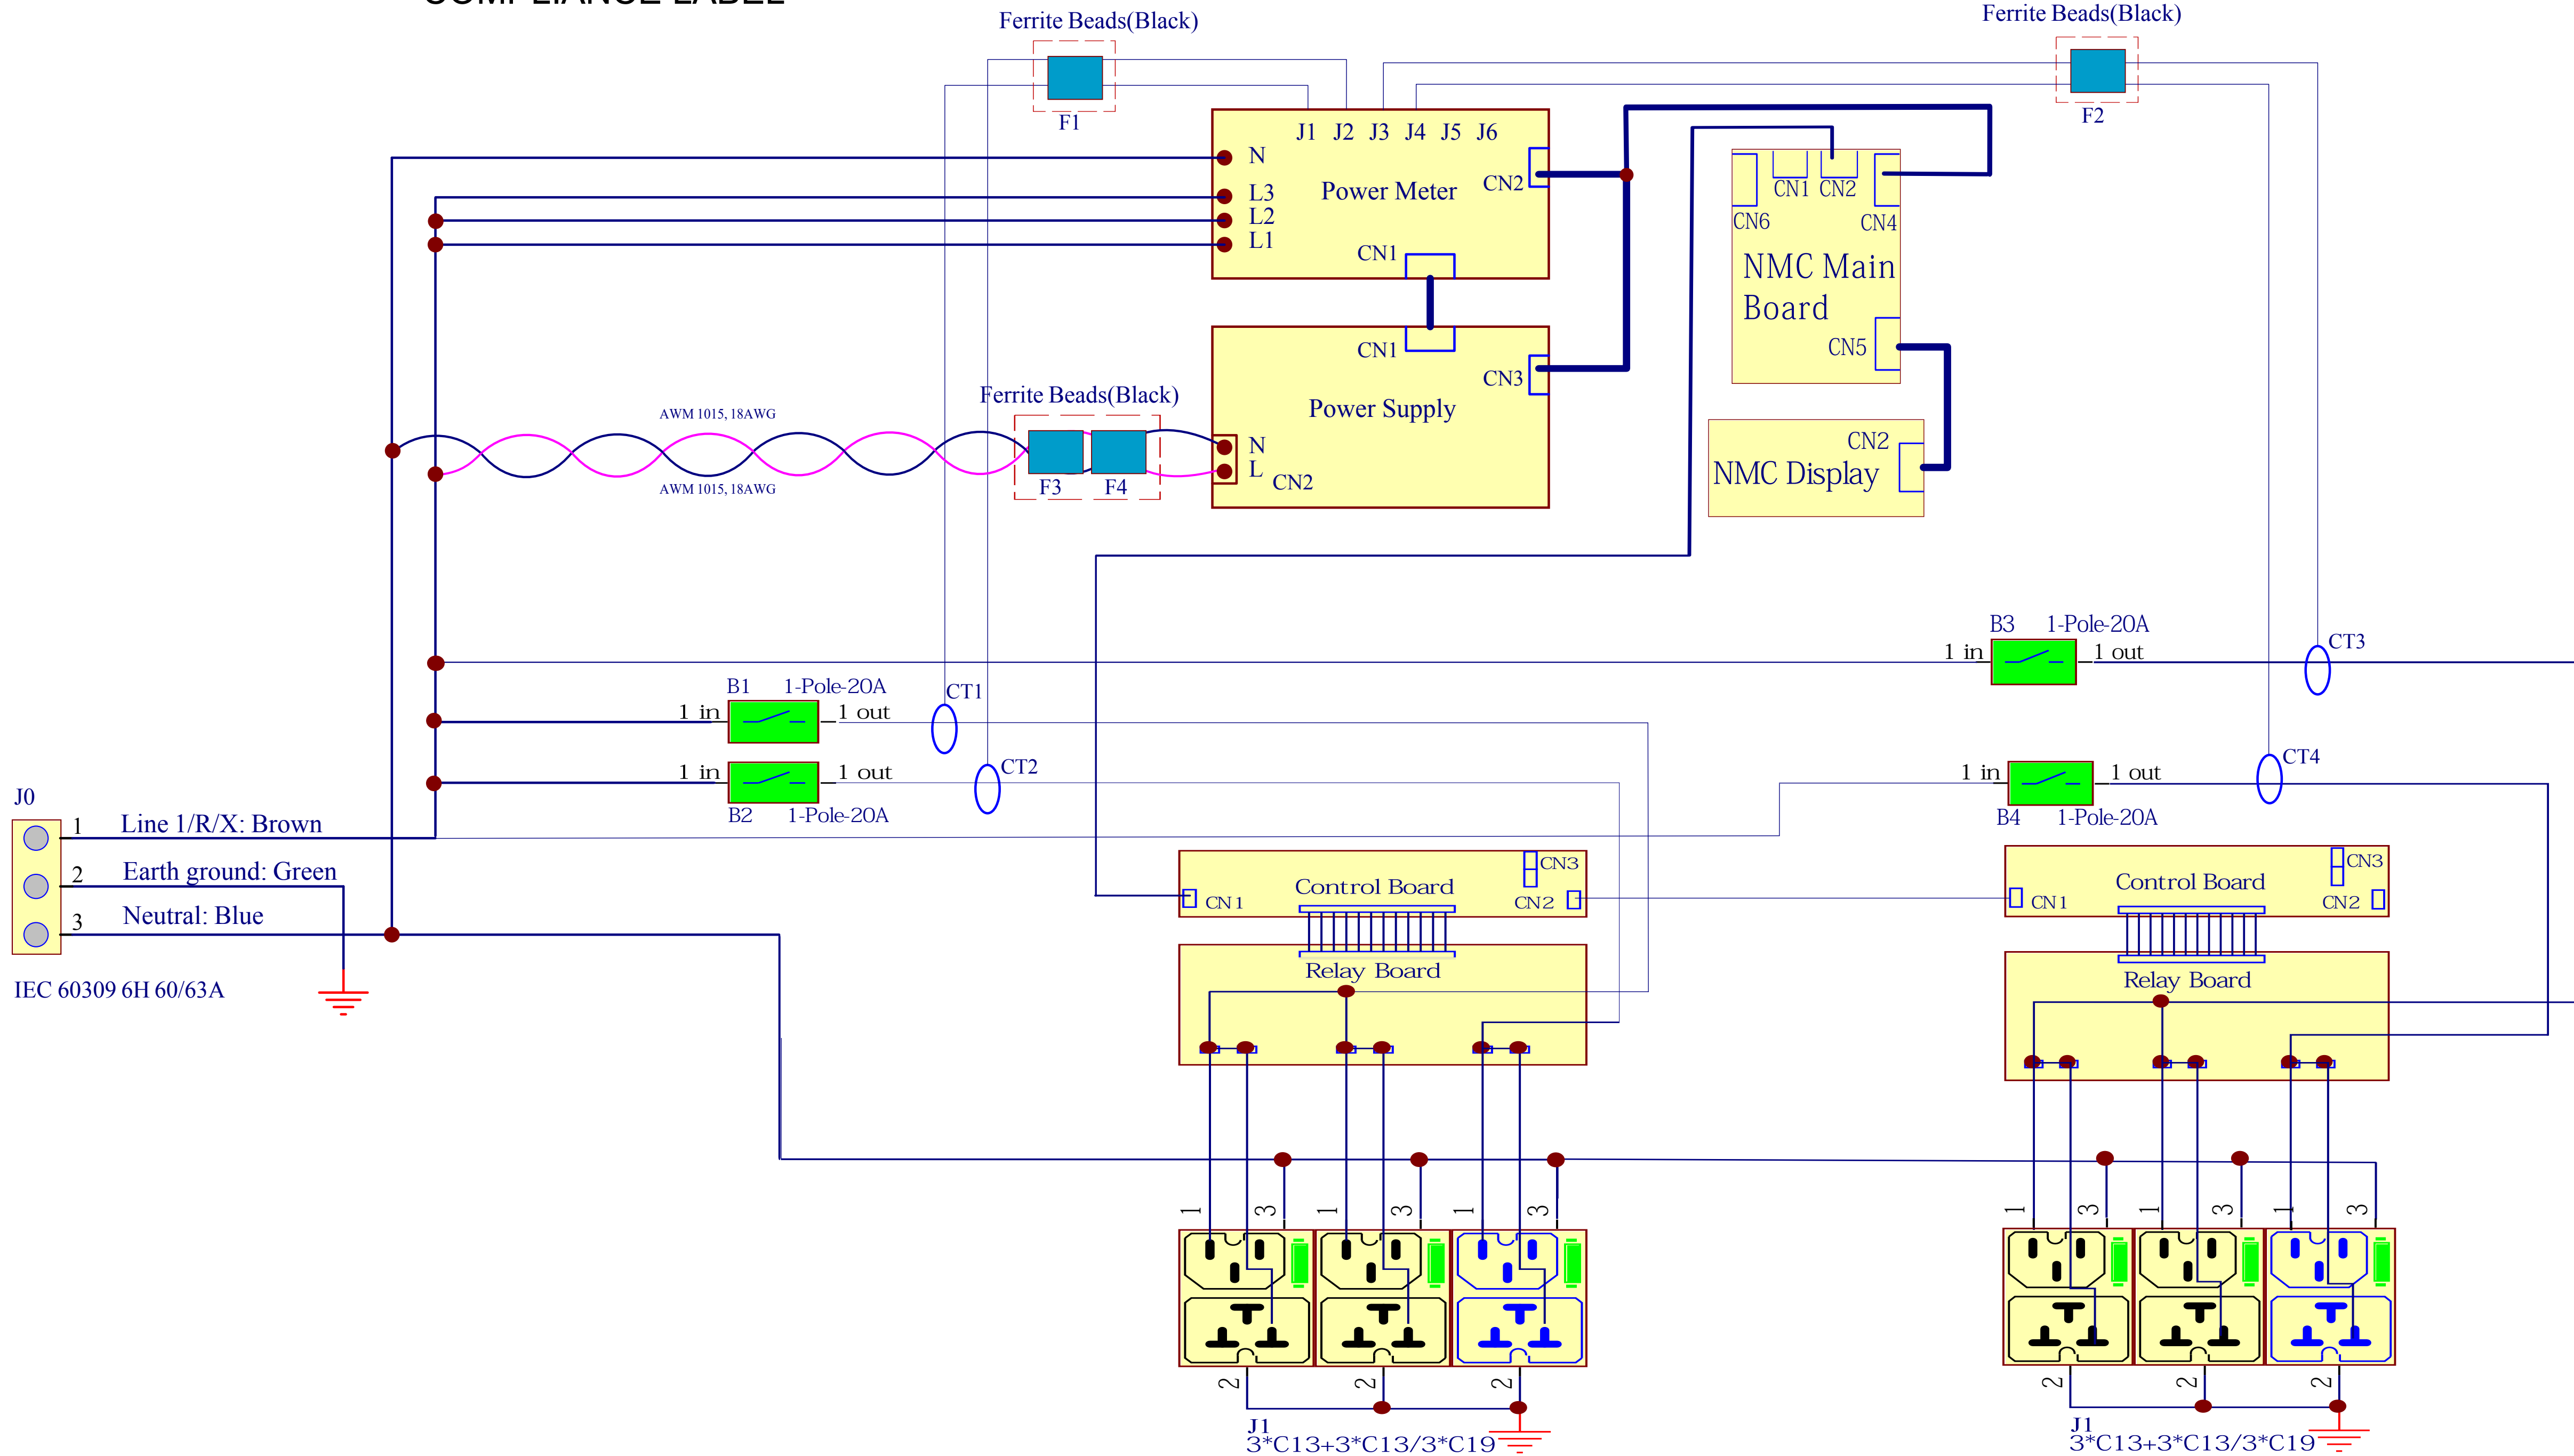 Ferrite Beads(Black)
F1
Ferrite Beads(Black)
F2
J1 J2 J3 J4 J5 J6
N
L3
L2
L1
Power Meter
CN2
CN1
CN1
CN3
Power Supply
N
L
CN2
Ferrite Beads(Black)
F3 F4
AWM 1015, 18AWG
AWM 1015, 18AWG
CN1 CN2
CN6 CN4
NMC Main
Board
CN5
CN2
NMC Display
B3 1-Pole-20A
1 in 1 out
CT3
B1 1-Pole-20A
1 in 1 out
CT1
1 in 1 out
B2 1-Pole-20A
CT2
1 in 1 out
B4 1-Pole-20A
CT4
J0
1 Line 1/R/X: Brown
2 Earth ground: Green
3 Neutral: Blue
IEC 60309 6H 60/63A
Control Board
CN3
CN1 CN2
Relay Board
Control Board
CN3
CN1 CN2
Relay Board
1 3 1 3 1 3
2 2 2
J1
3*C13+3*C13/3*C19
1 3 1 3 1 3
2 2 2
J1
3*C13+3*C13/3*C19